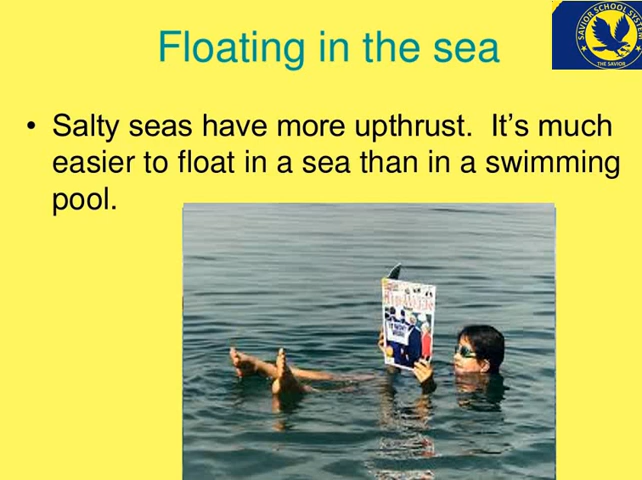 Floating in the sea
SAVIOR SCHOOL SYSTEM
THE SAVIOR
• Salty seas have more upthrust.  It’s much
easier to float in a sea than in a swimming
pool.